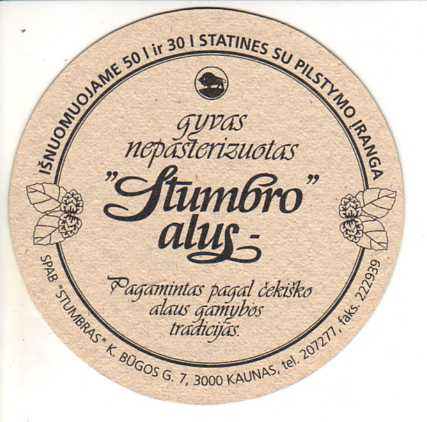 IŠNUOMUOJAME 50 l ir 30 l STATINES SU PILSTYMO ĮRANGA
gyvas
nepasterizuotas
"Stumbro"
alus-
Pagamintas pagal čekiško
alaus gamybos
tradicijas.
SPAB "STUMBRAS" K. BŪGOS G. 7, 3000 KAUNAS, tel. 207277, faks. 222939